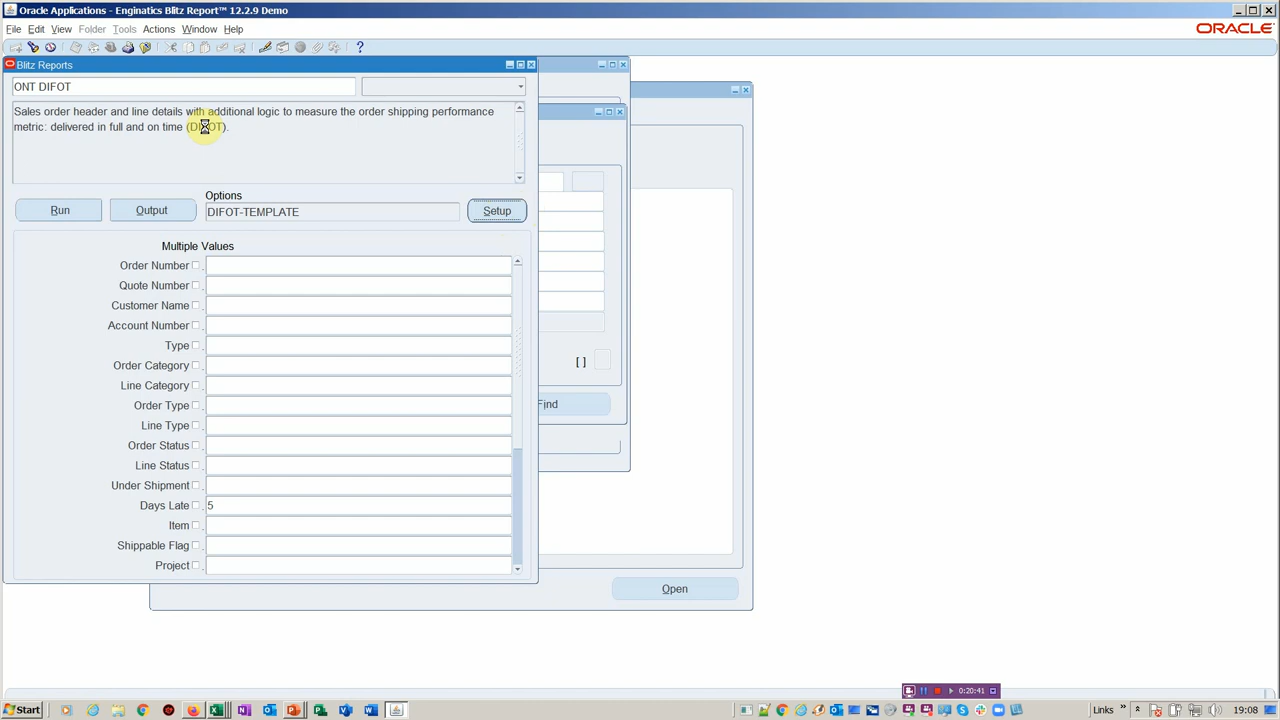 Oracle Applications - Enginatics Blitz Report™ 12.2.9 Demo
File Edit View Folder Tools Actions Window Help
ORACLE
Blitz Reports
ONT DIFOT
Sales order header and line details with additional logic to measure the order shipping performance
metric: delivered in full and on time (DIFOT).
Options
Run Output DIFOT-TEMPLATE Setup
Multiple Values
Order Number
Quote Number
Customer Name
Account Number
Type
Order Category
[ ]
Line Category
Order Type
Find
Line Type
Order Status
Line Status
Under Shipment
Days Late 5
Item
Shippable Flag
Project
Open
0:20:41
Start
Links
19:08